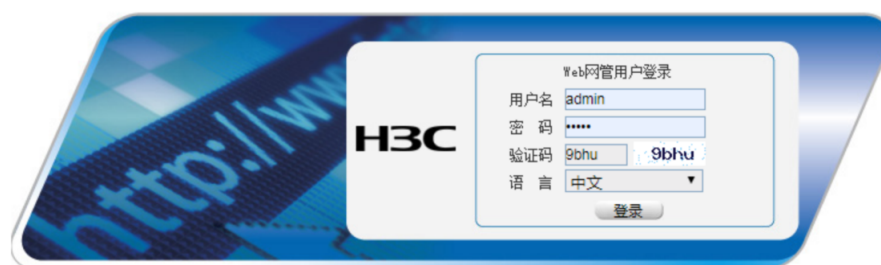 http://www.
H3C
Web网管用户登录
用户名 admin
密 码 •••••
验证码 9bhu 9bhu
语 言 中文
登录